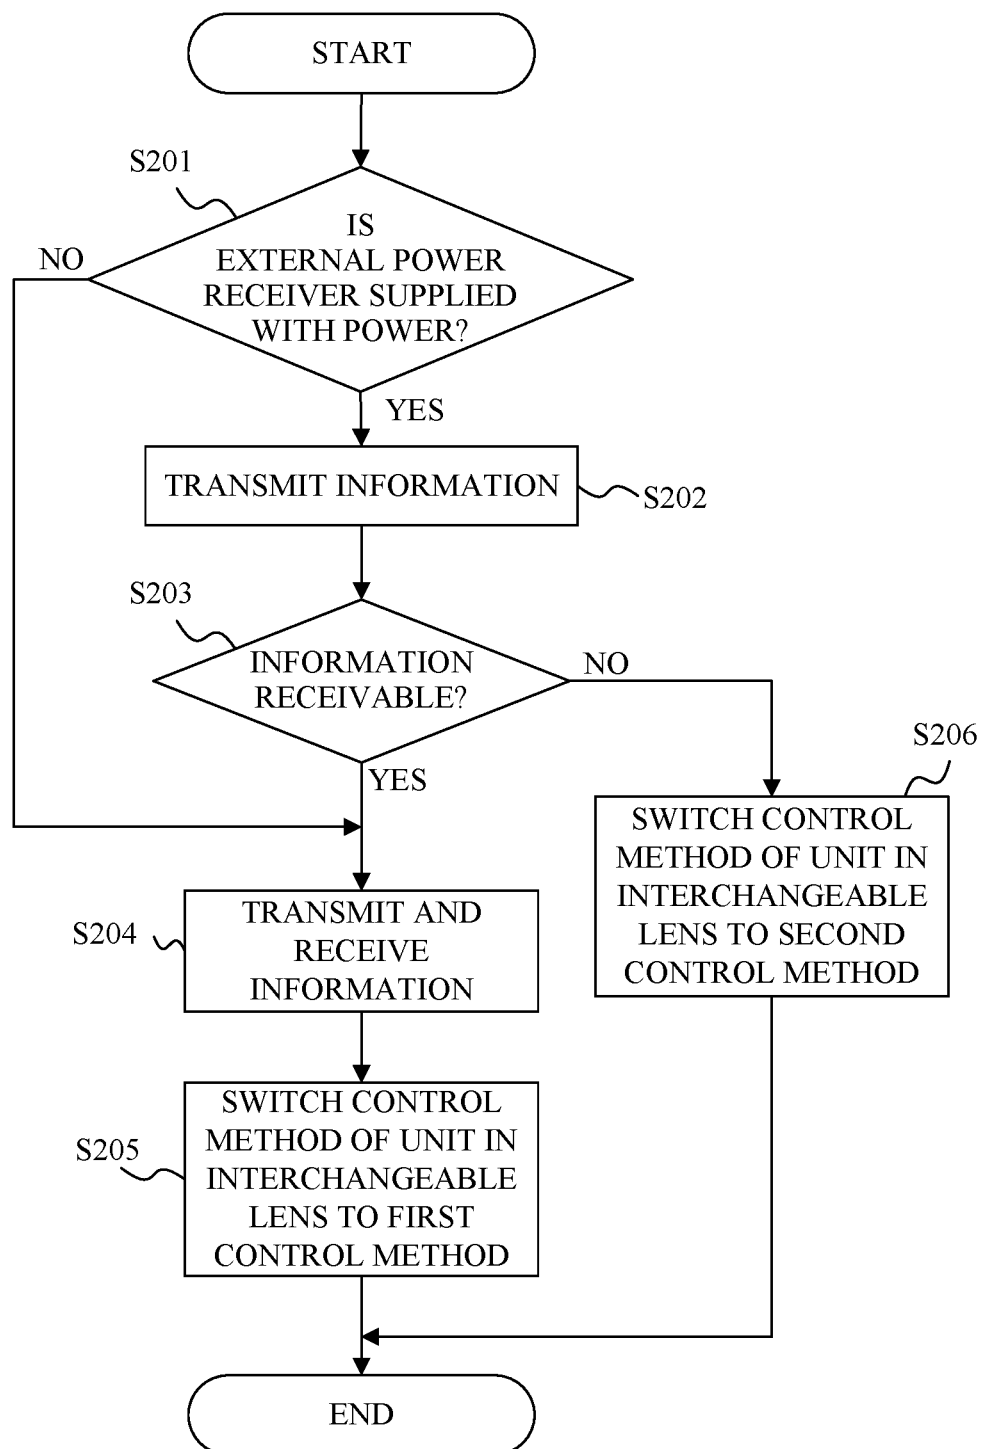 START
S201
IS
EXTERNAL POWER
RECEIVER SUPPLIED
WITH POWER?
NO
YES
TRANSMIT INFORMATION
S202
S203
INFORMATION
RECEIVABLE?
NO
YES
S206
SWITCH CONTROL
METHOD OF UNIT IN
INTERCHANGEABLE
LENS TO SECOND
CONTROL METHOD
S204
TRANSMIT AND
RECEIVE
INFORMATION
S205
SWITCH CONTROL
METHOD OF UNIT IN
INTERCHANGEABLE
LENS TO FIRST
CONTROL METHOD
END